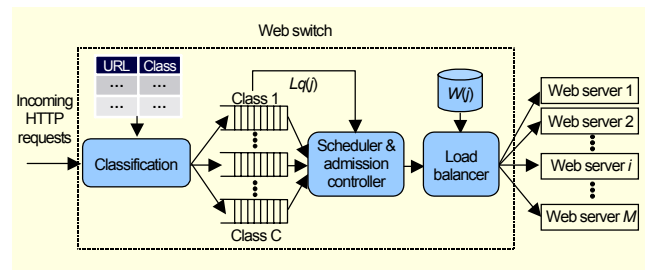 Web switch
URL Class
... ...
... ...
Incoming
HTTP
requests
Class 1
Lq(j)
W(j)
Classification
Scheduler &
admission
controller
Load
balancer
Class C
Web server 1
Web server 2
Web server i
Web server M